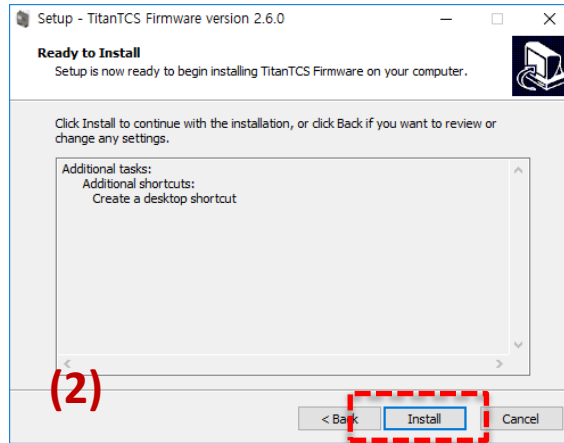 Setup - TitanTCS Firmware version 2.6.0
Ready to Install
Setup is now ready to begin installing TitanTCS Firmware on your computer.
Click Install to continue with the installation, or click Back if you want to review or
change any settings.
Additional tasks:
Additional shortcuts:
Create a desktop shortcut
(2)
< Back
Install
Cancel